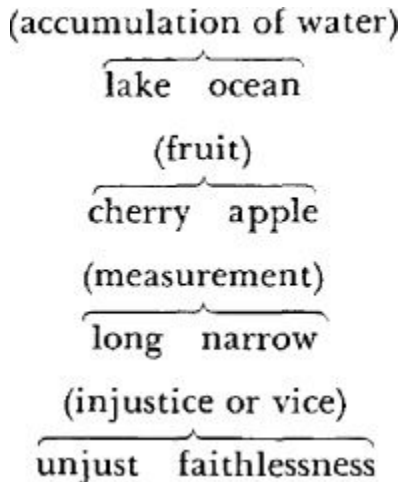 (accumulation of water)
lake ocean
(fruit)
cherry apple
(measurement)
long narrow
(injustice or vice)
unjust faithlessness